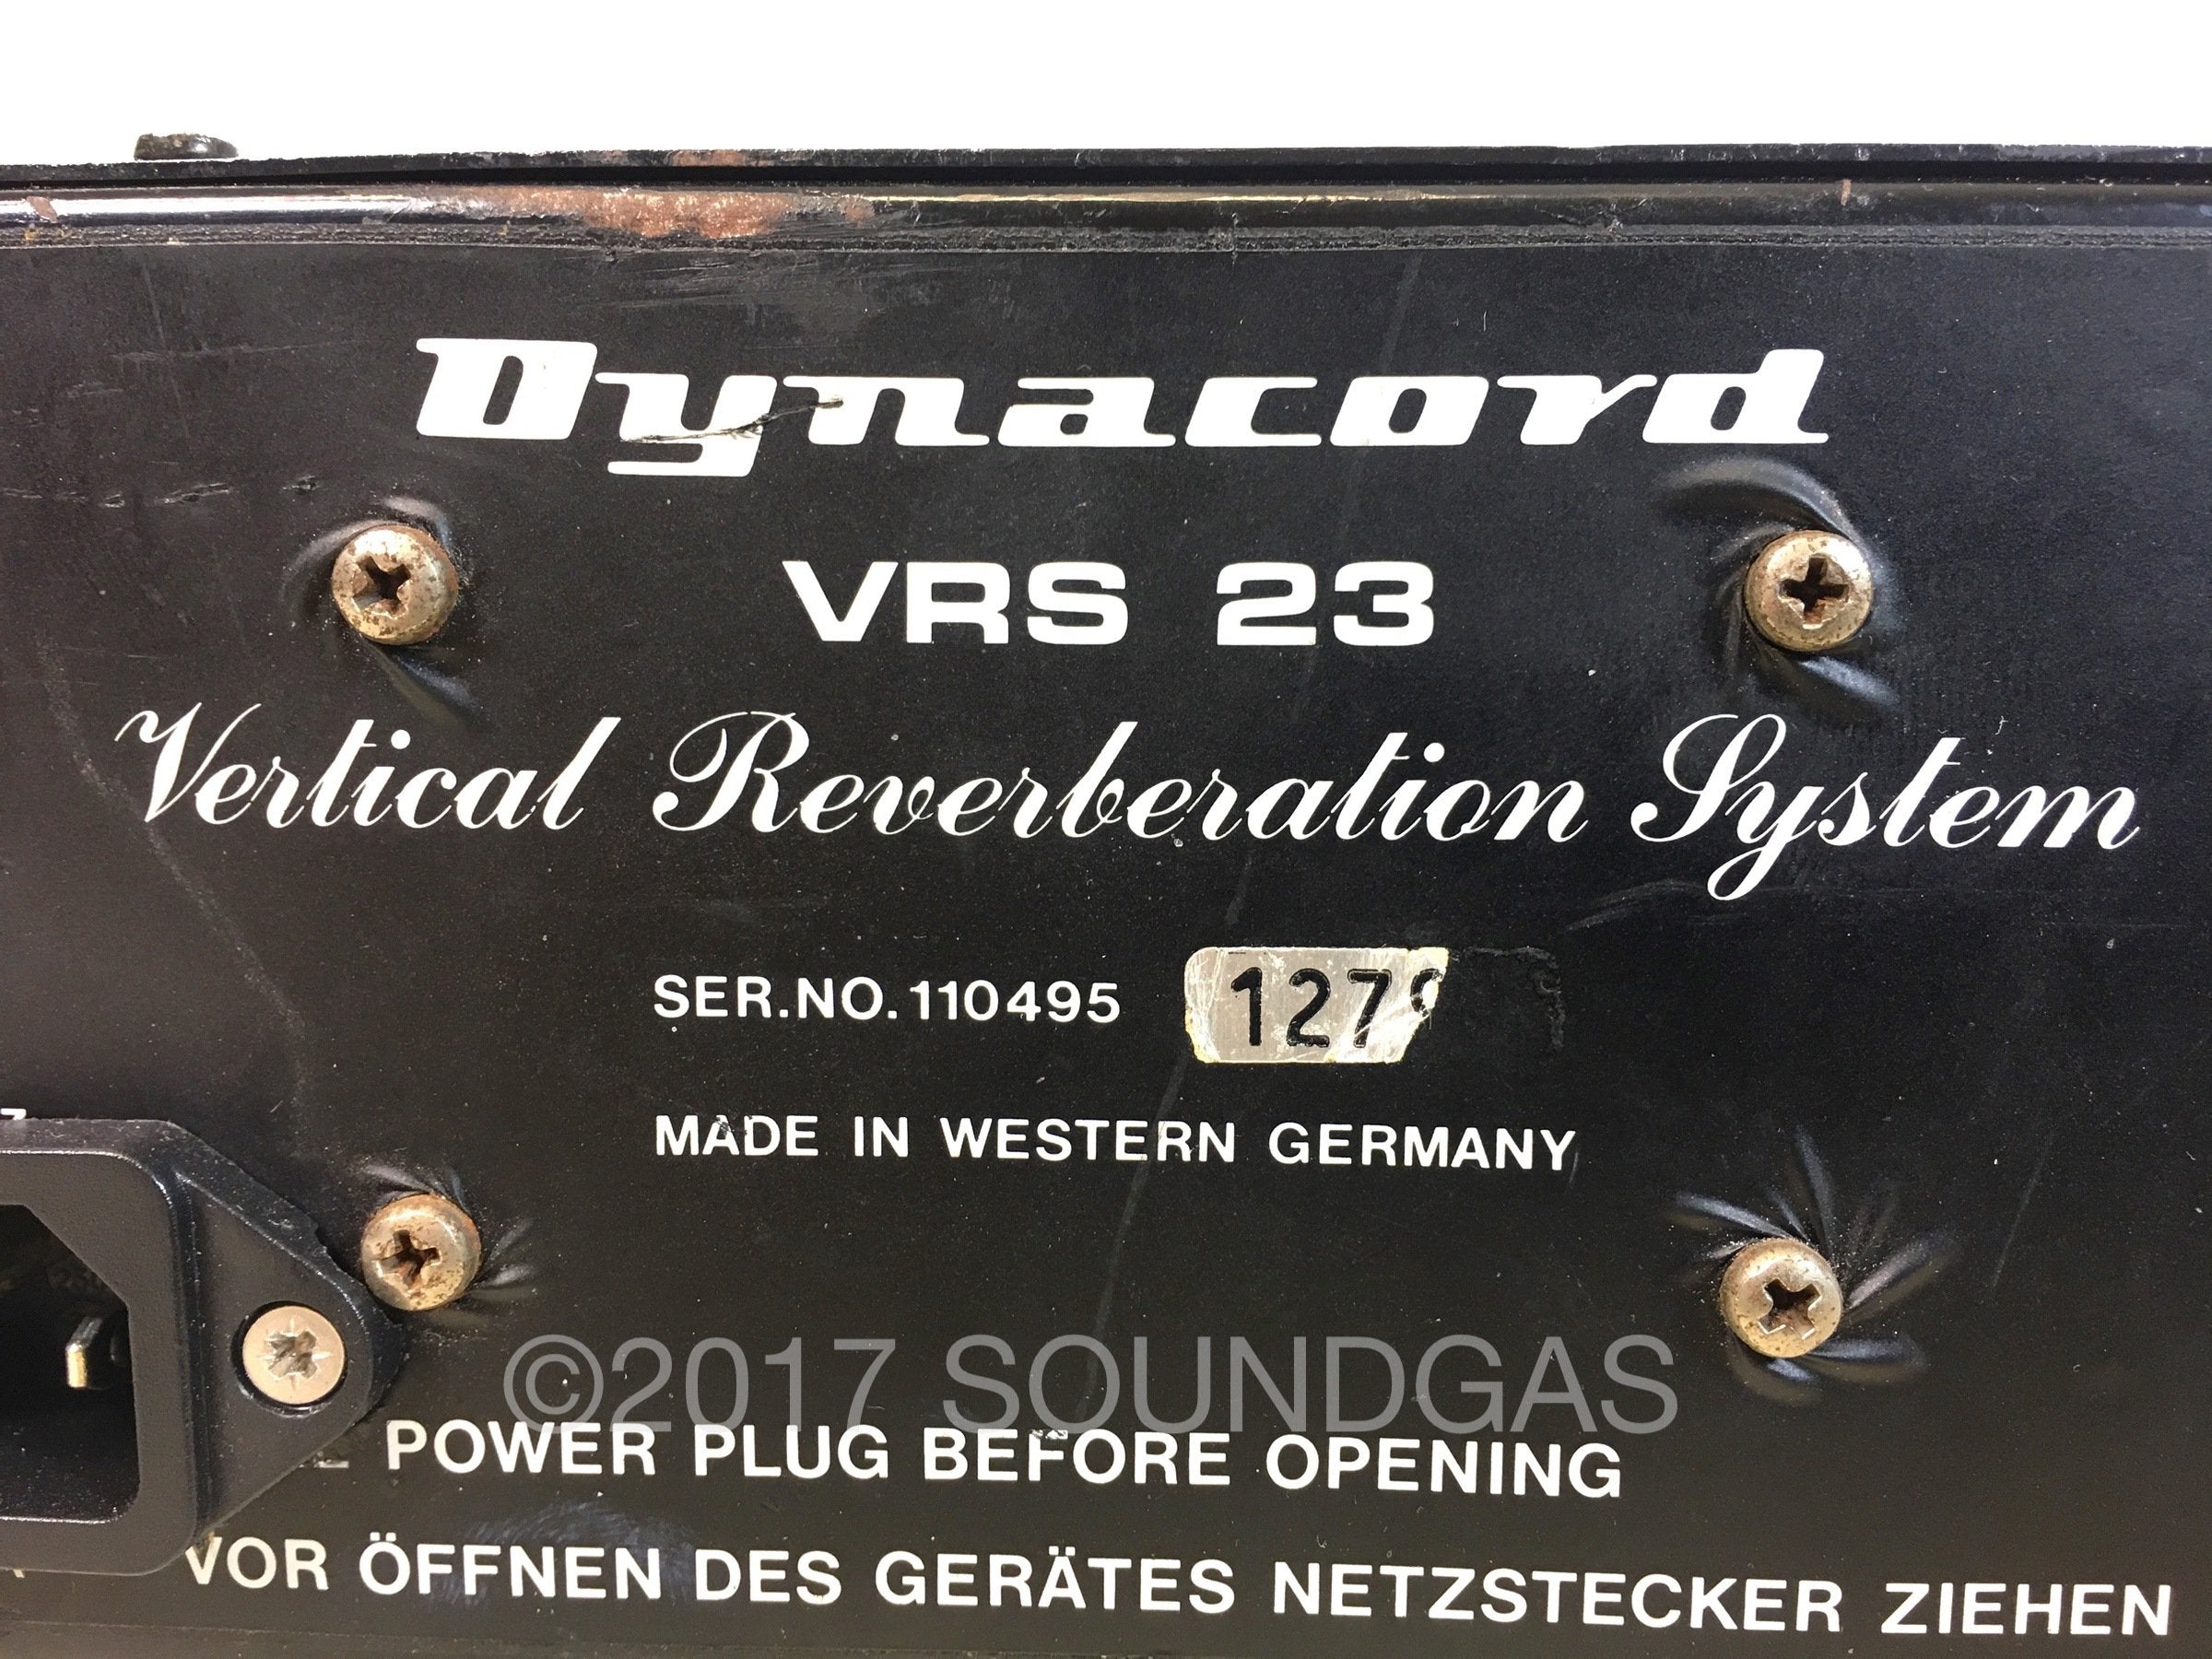 Dynacord
VRS 23
Vertical Reverberation System
SER.NO. 110495 127
MADE IN WESTERN GERMANY
©2017 SOUNDGAS
POWER PLUG BEFORE OPENING
VOR ÖFFNEN DES GERÄTES NETZSTECKER ZIEHEN